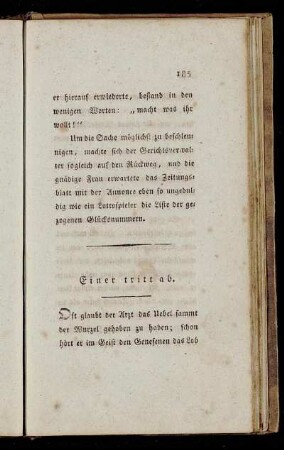 185
er hierauf erwiederte, bestand in den
wenigen Worten: „macht was ihr
wollt!“
Um die Sache möglichst zu beschleu-
nigen, machte sich der Gerichtsverwal-
ter sogleich auf den Rückweg, und die
gnädige Frau erwartete das Zeitungs-
blatt mit der Annonce eben so ungedul-
dig wie ein Lottospieler die Liste der ge-
zogenen Glücksnummern.
Einer tritt ab.
Oft glaubt der Arzt das Uebel sammt
der Wurzel gehoben zu haben; schon
hört er im Geist den Genesenen das Lob